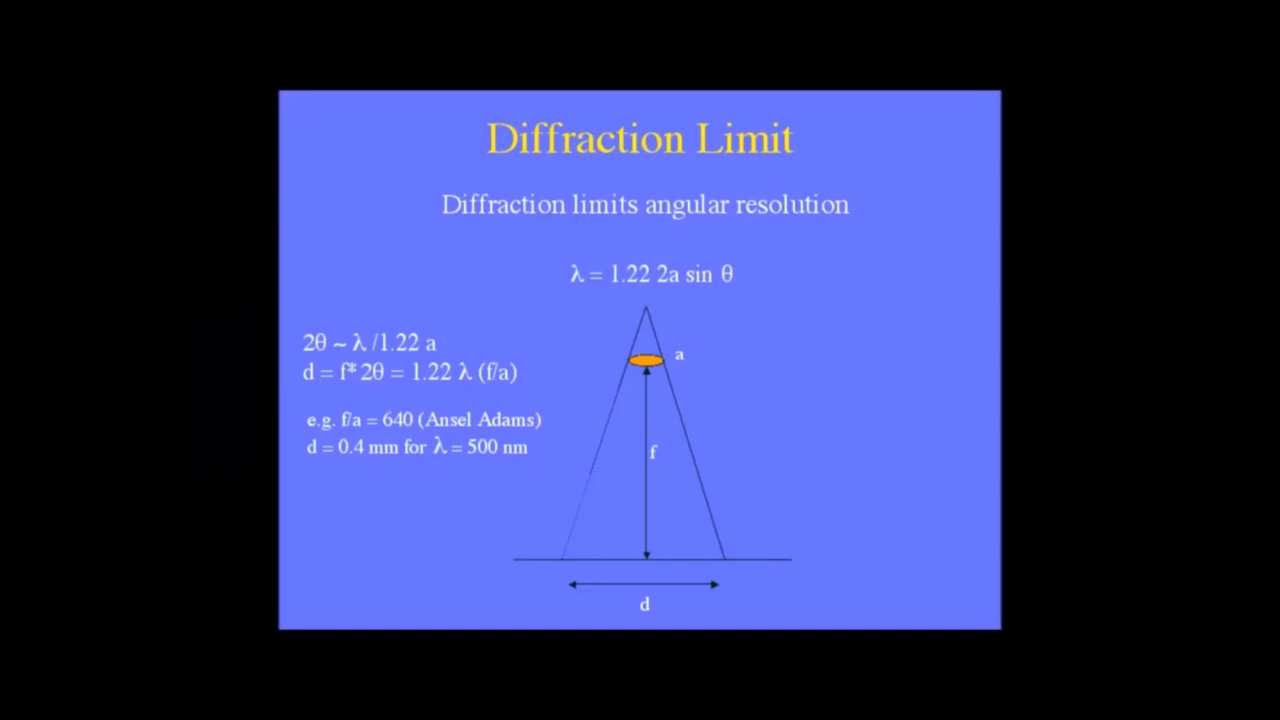 Diffraction Limit
Diffraction limits angular resolution
λ = 1.22 2a sin θ
2θ ~ λ /1.22 a
d = f* 2θ = 1.22 λ (f/a)
e.g. f/a = 640 (Ansel Adams)
d = 0.4 mm for λ = 500 nm
a
f
d